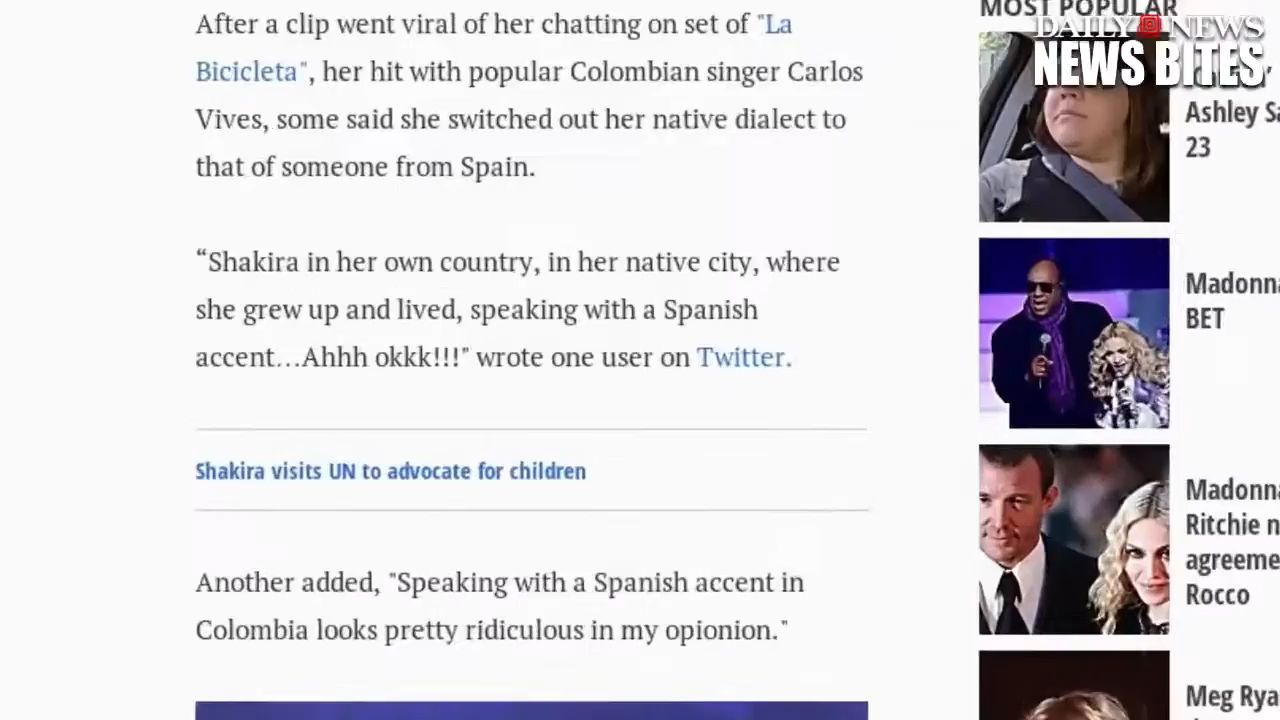 After a clip went viral of her chatting on set of "La
Bicicleta", her hit with popular Colombian singer Carlos
Vives, some said she switched out her native dialect to
that of someone from Spain.
“Shakira in her own country, in her native city, where
she grew up and lived, speaking with a Spanish
accent…Ahhh okkk!!!" wrote one user on Twitter.
Shakira visits UN to advocate for children
Another added, "Speaking with a Spanish accent in
Colombia looks pretty ridiculous in my opionion."
MOST POPULAR
DAILY NEWS
NEWS BITES
Ashley
23
Madonna
BET
Madonna
Ritchie
Rocco
Meg